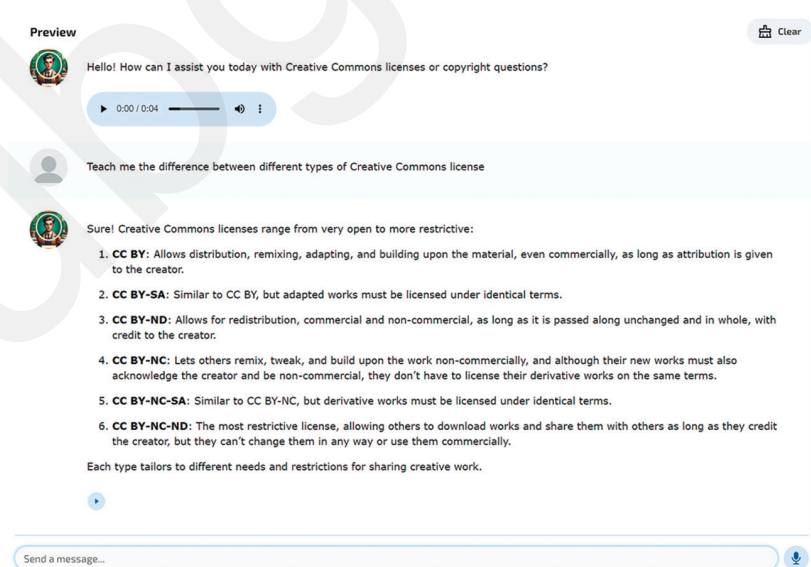 Preview
Clear
Hello! How can I assist you today with Creative Commons licenses or copyright questions?
0:00 / 0:04
Teach me the difference between different types of Creative Commons license
Sure! Creative Commons licenses range from very open to more restrictive:
1. CC BY: Allows distribution, remixing, adapting, and building upon the material, even commercially, as long as attribution is given
to the creator.
2. CC BY-SA: Similar to CC BY, but adapted works must be licensed under identical terms.
3. CC BY-ND: Allows for redistribution, commercial and non-commercial, as long as it is passed along unchanged and in whole, with
credit to the creator.
4. CC BY-NC: Lets others remix, tweak, and build upon the work non-commercially, and although their new works must also
acknowledge the creator and be non-commercial, they don't have to license their derivative works on the same terms.
5. CC BY-NC-SA: Similar to CC BY-NC, but derivative works must be licensed under identical terms.
6. CC BY-NC-ND: The most restrictive license, allowing others to download works and share them with others as long as they credit
the creator, but they can't change them in any way or use them commercially.
Each type tailors to different needs and restrictions for sharing creative work.
Send a message...